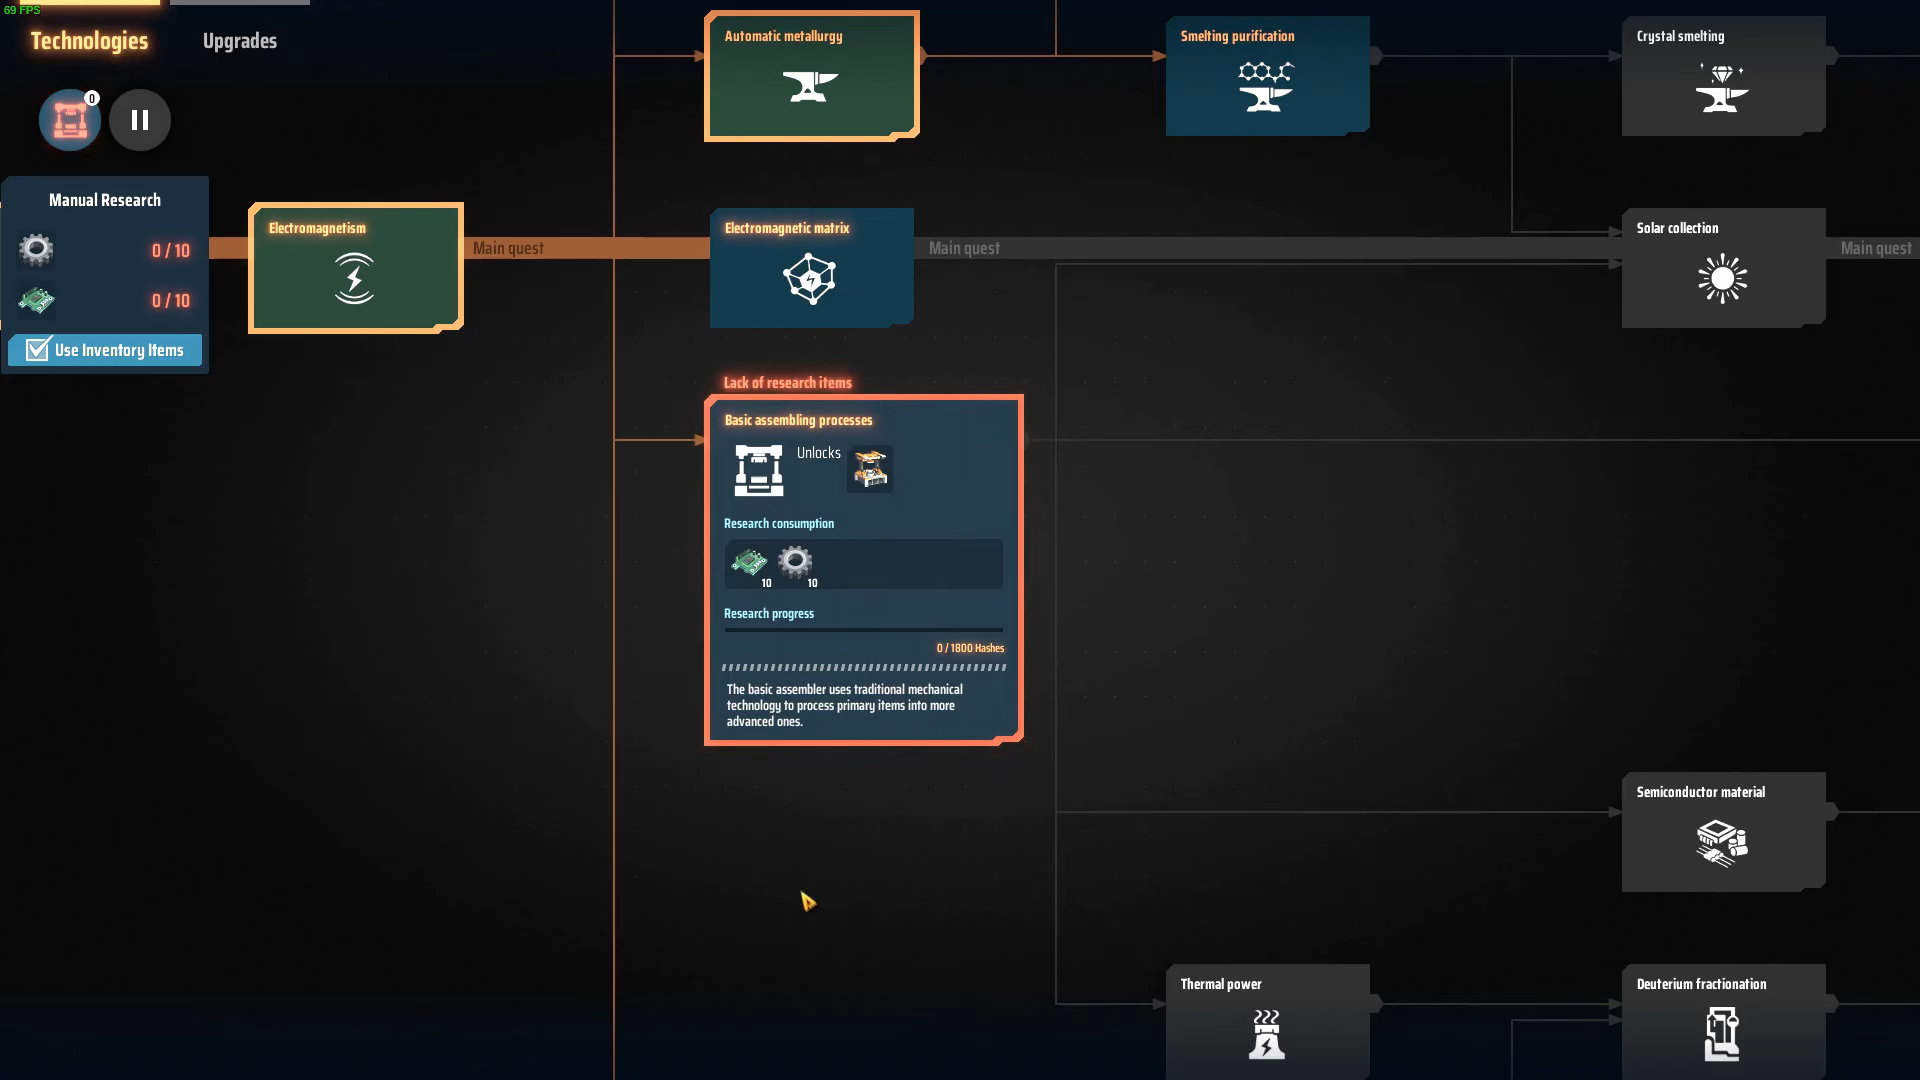 69 FPS
Technologies
Upgrades
0
Manual Research
0 / 10
0 / 10
Use Inventory Items
Electromagnetism
Main quest
Automatic metallurgy
Smelting purification
Crystal smelting
Electromagnetic matrix
Main quest
Solar collection
Main quest
Lack of research items
Basic assembling processes
Unlocks
Research consumption
10
10
Research progress
0 / 1800 Hashes
The basic assembler uses traditional mechanical
technology to process primary items into more
advanced ones.
Semiconductor material
Thermal power
Deuterium fractionation